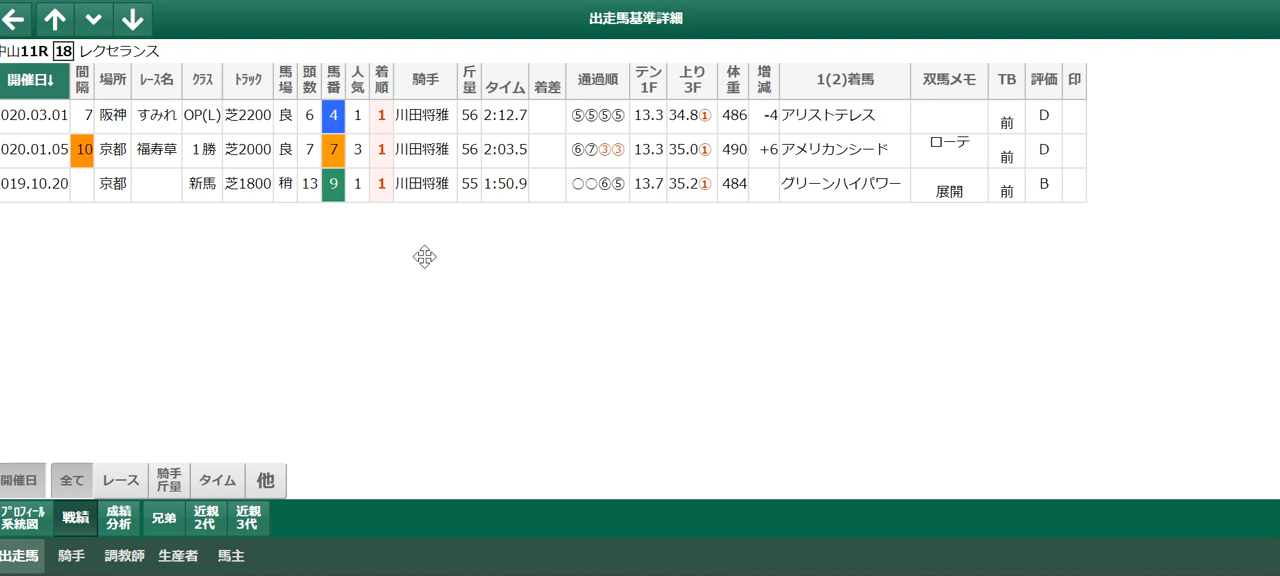 出走馬基準詳細
中山11R 18 レクセランス
開催日↓ 間隔 場所 ﾚｰｽ名 ｸﾗｽ ﾄﾗｯｸ 馬場 頭数 馬番 人気 着順 騎手 斤量 タイム 着差 通過順 テン1F 上り3F 体重 増減 1(2)着馬 双馬メモ TB 評価 印
020.03.01 7 阪神 すみれ OP(L) 芝2200 良 6 4 1 1 川田将雅 56 2:12.7 ⑤⑤⑤⑤ 13.3 34.8① 486 -4 アリストテレス 前 D
020.01.05 10 京都 福寿草 1勝 芝2000 良 7 7 3 1 川田将雅 56 2:03.5 ⑥⑦③③ 13.3 35.0① 490 +6 アメリカンシード ローテ 前 D
019.10.20 京都 新馬 芝1800 稍 13 9 1 1 川田将雅 55 1:50.9 ○○⑥⑤ 13.7 35.2① 484 グリーンハイパワー 展開 前 B
開催日 全て レース 騎手斤量 タイム 他
ﾌﾟﾛﾌｨｰﾙ系統図 戦績 成績分析 兄弟 近親2代 近親3代
出走馬 騎手 調教師 生産者 馬主